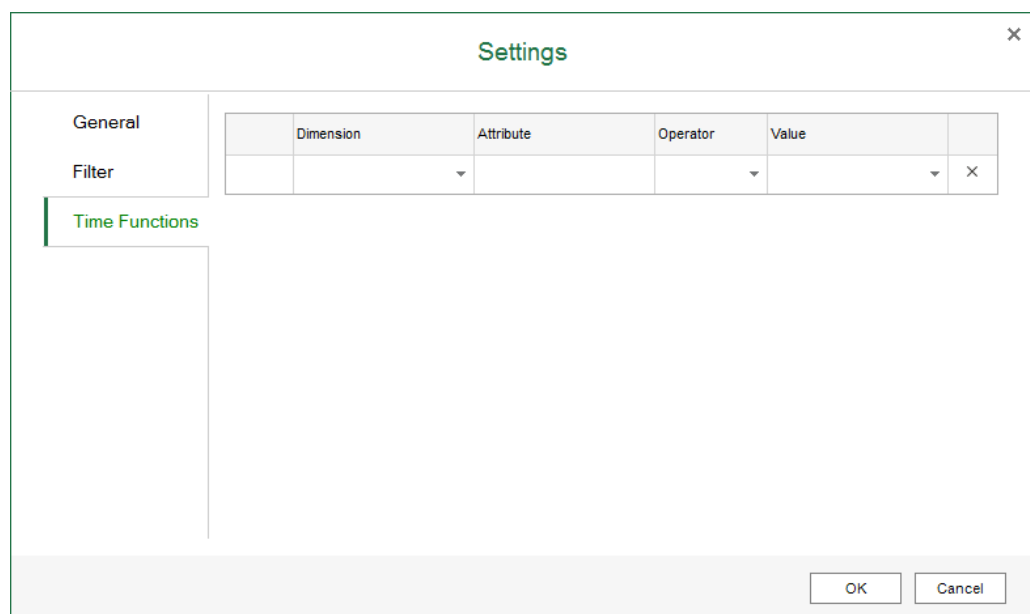 Settings
General
Filter
Time Functions
Dimension Attribute Operator Value
OK Cancel